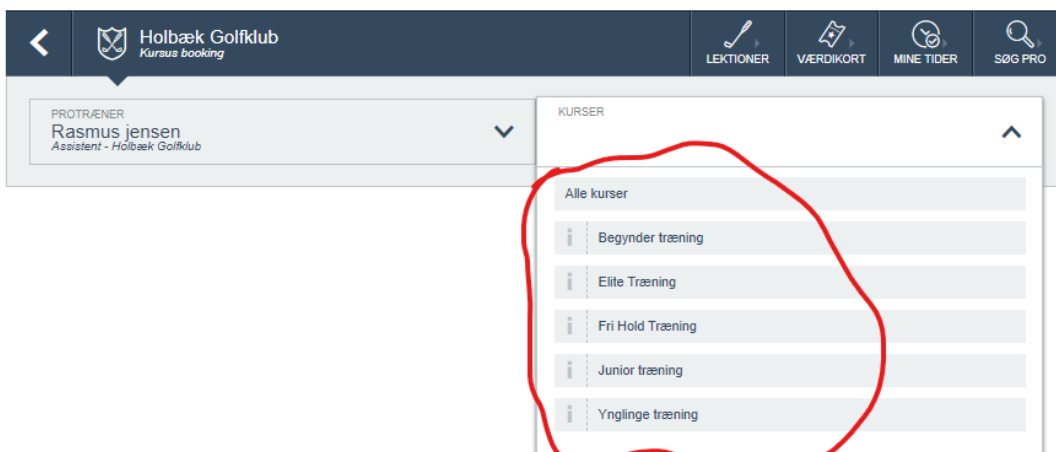 Holbæk Golfklub
Kursus booking
LEKTIONER
VÆRDIKORT
MINE TIDER
SØG PRO
PROTRÆNER
Rasmus jensen
Assistent - Holbæk Golfklub
KURSER
Alle kurser
i Begynder træning
i Elite Træning
i Fri Hold Træning
i Junior træning
i Ynglinge træning